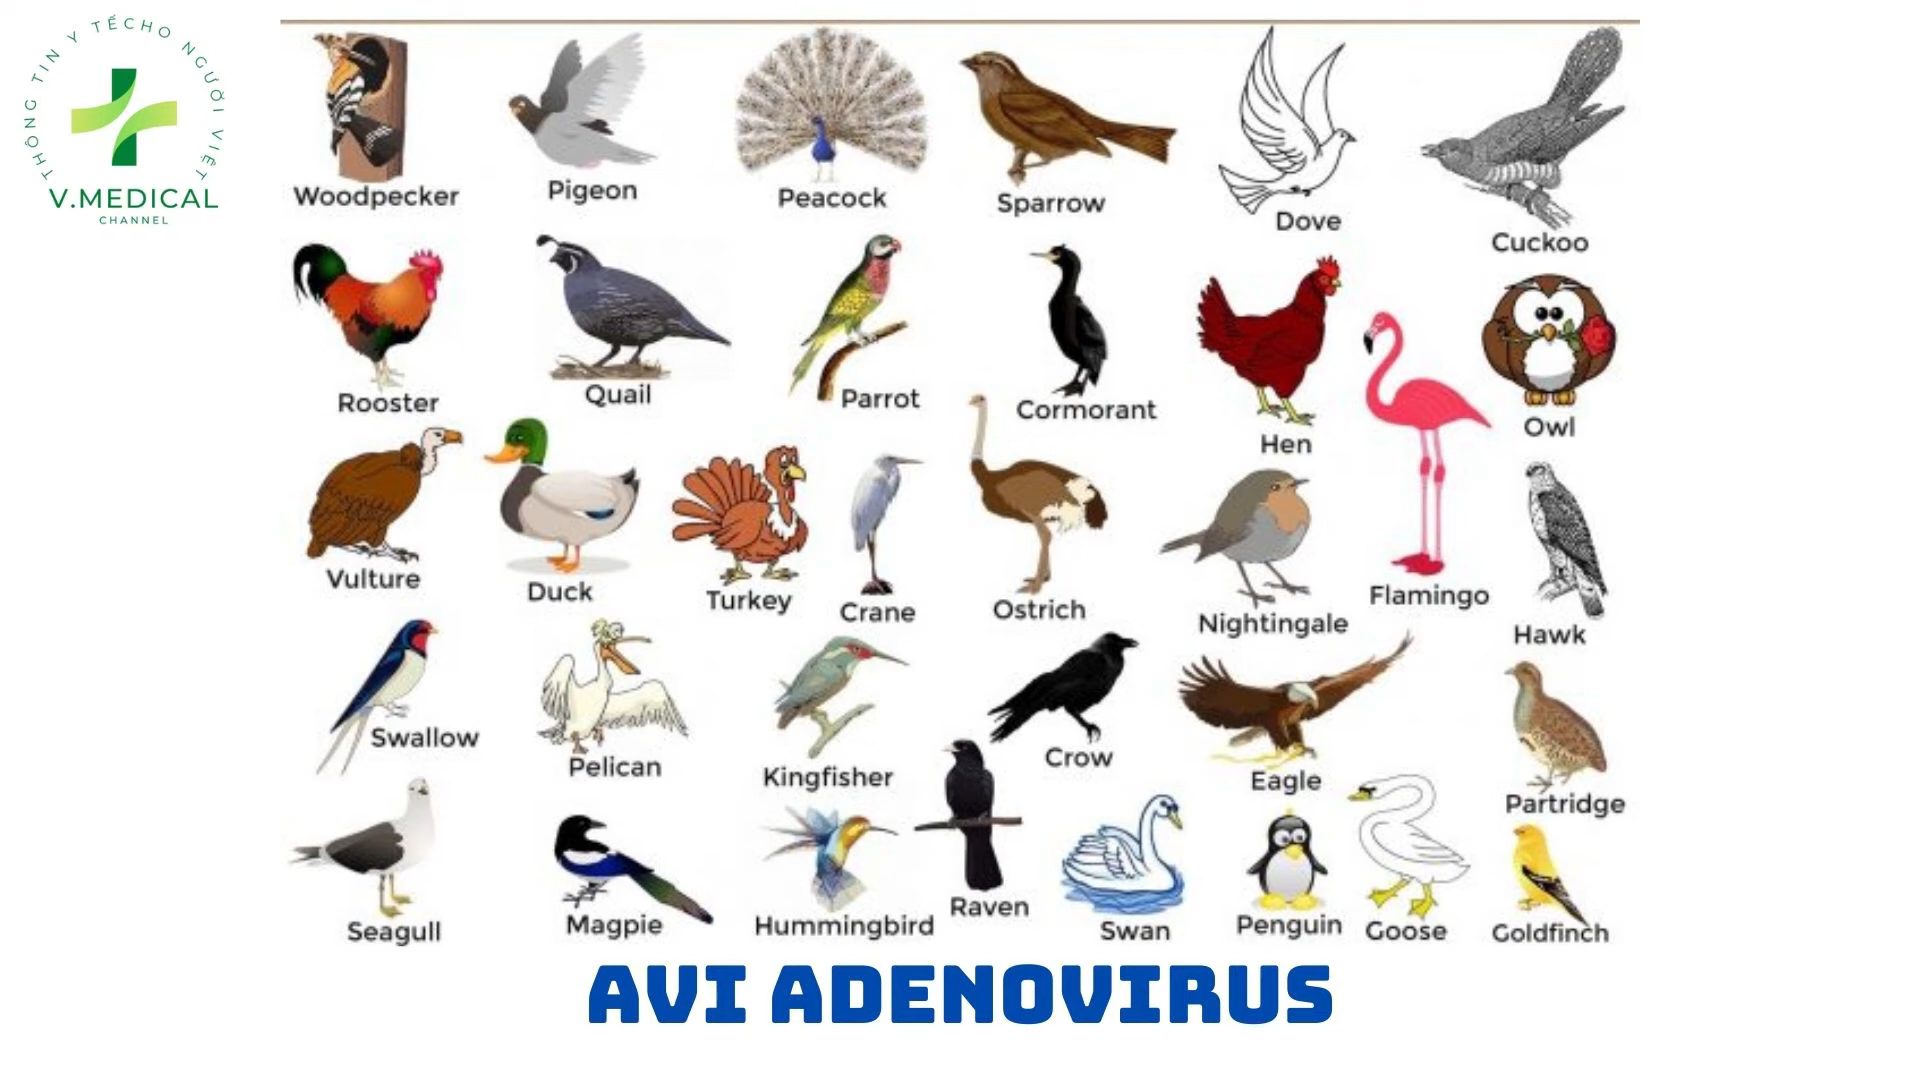 THÔNG TIN Y TẾCHO NGƯỜI VIỆT
V.MEDICAL
CHANNEL
Woodpecker
Pigeon
Peacock
Sparrow
Dove
Cuckoo
Rooster
Quail
Parrot
Cormorant
Hen
Owl
Vulture
Duck
Turkey
Crane
Ostrich
Nightingale
Flamingo
Hawk
Swallow
Pelican
Kingfisher
Crow
Eagle
Partridge
Seagull
Magpie
Hummingbird
Raven
Swan
Penguin
Goose
Goldfinch
AVI ADENOVIRUS